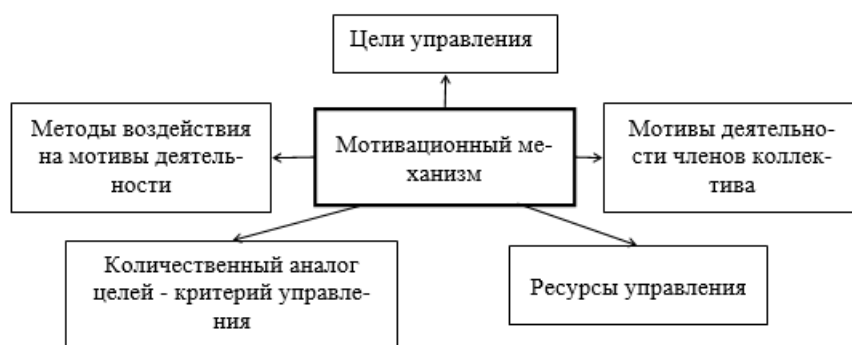 Цели управления
Методы воздействия
на мотивы деятель-
ности
Мотивационный ме-
ханизм
Мотивы деятельно-
сти членов коллек-
тива
Количественный аналог
целей - критерий управле-
ния
Ресурсы управления